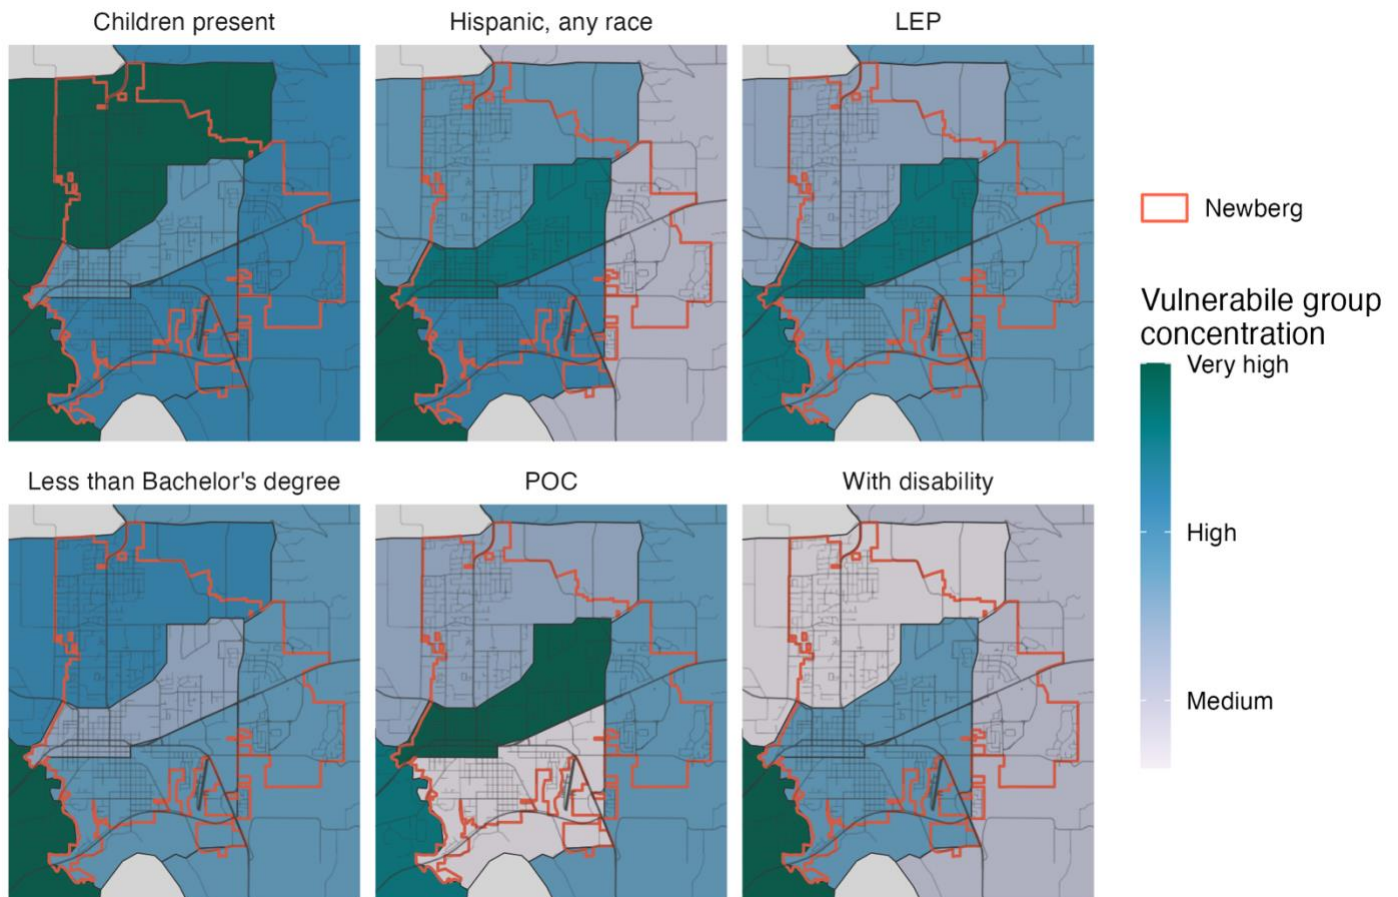 Children present
Hispanic, any race
LEP
Newberg
Vulnerabile group
concentration
Very high
High
Medium
Less than Bachelor's degree
POC
With disability